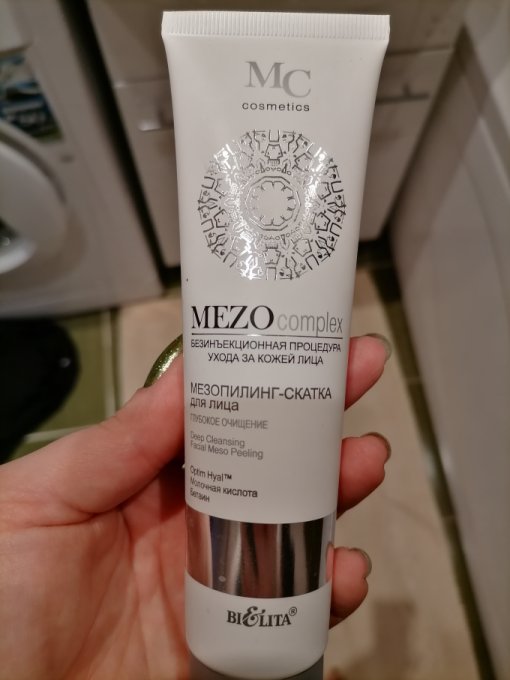 MC
cosmetics
MEZOcomplex
БЕЗИНЪЕКЦИОННАЯ ПРОЦЕДУРА
УХОДА ЗА КОЖЕЙ ЛИЦА
МЕЗОПИЛИНГ-СКАТКА
ДЛЯ ЛИЦА
ГЛУБОКОЕ ОЧИЩЕНИЕ
Deep Cleansing
Facial Meso Peeling
Optim Hyal™
Молочная кислота
Бетаин
BIELITA®